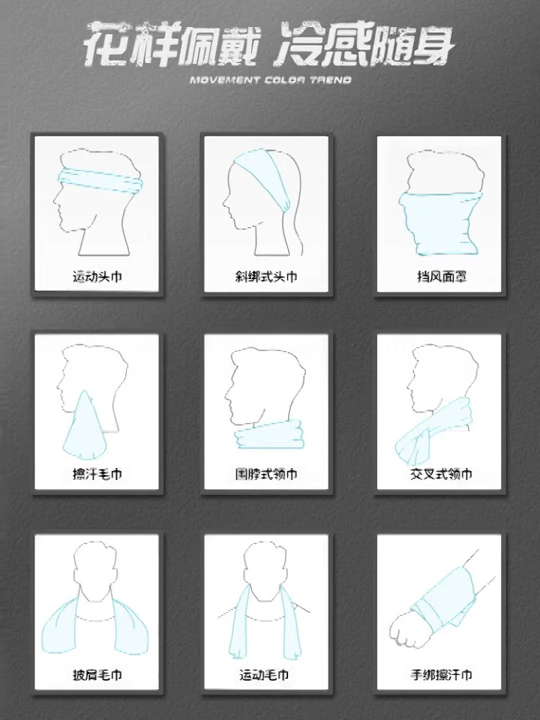 花样佩戴 冷感随身
MOVEMENT COLOR TREND
运动头巾
斜绑式头巾
挡风面罩
擦汗毛巾
围脖式领巾
交叉式领巾
披肩毛巾
运动毛巾
手绑擦汗巾